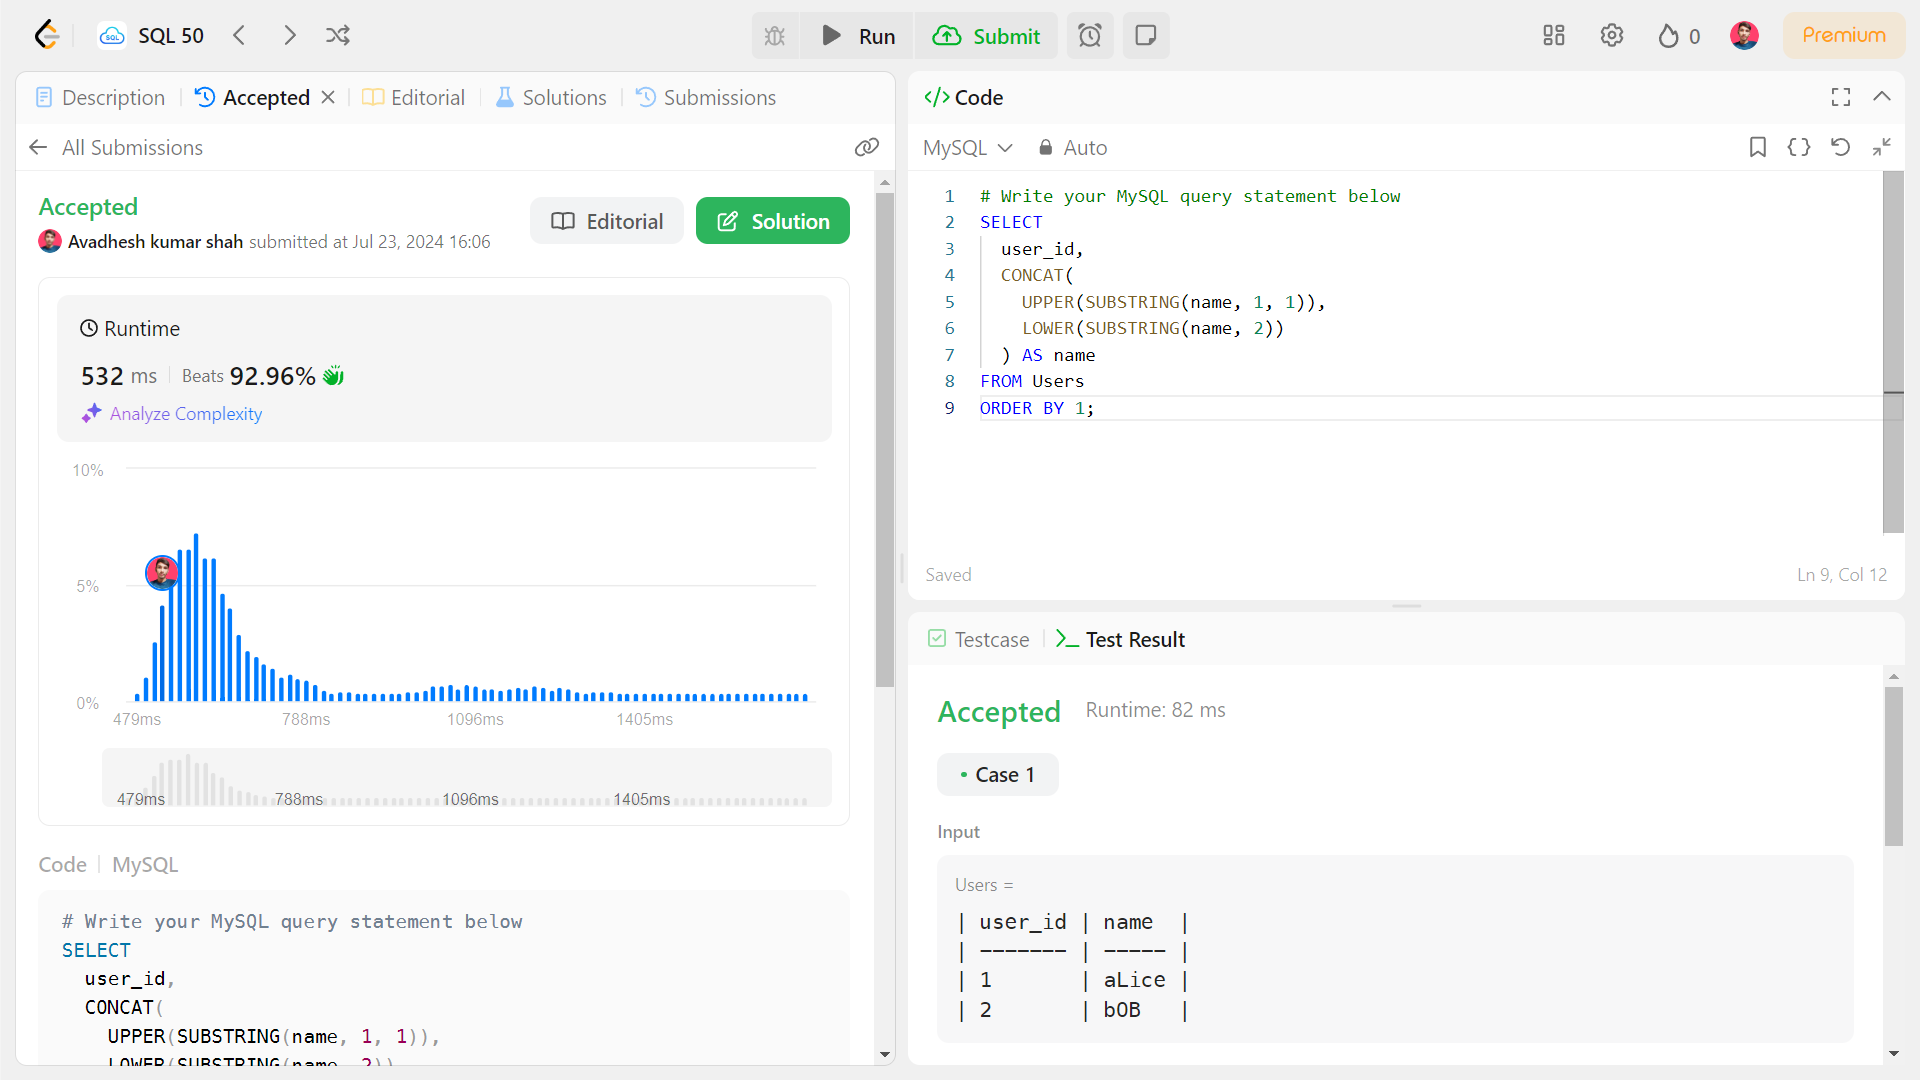 SQL 50
Run
Submit
0
Premium
Description
Accepted
Editorial
Solutions
Submissions
All Submissions
Accepted
Avadhesh kumar shah submitted at Jul 23, 2024 16:06
Editorial
Solution
Runtime
532 ms
Beats 92.96%
Analyze Complexity
10%
5%
0%
479ms 788ms 1096ms 1405ms
479ms 788ms 1096ms 1405ms
Code
MySQL
# Write your MySQL query statement below
SELECT
user_id,
CONCAT(
UPPER(SUBSTRING(name, 1, 1)),
LOWER(SUBSTRING(name, 2))
Code
MySQL
Auto
1 # Write your MySQL query statement below
2 SELECT
3 user_id,
4 CONCAT(
5 UPPER(SUBSTRING(name, 1, 1)),
6 LOWER(SUBSTRING(name, 2))
7 ) AS name
8 FROM Users
9 ORDER BY 1;
Saved
Ln 9, Col 12
Testcase
Test Result
Accepted
Runtime: 82 ms
• Case 1
Input
Users =
| user_id | name  |
| ------- | ----- |
| 1       | aLice |
| 2       | bOB   |